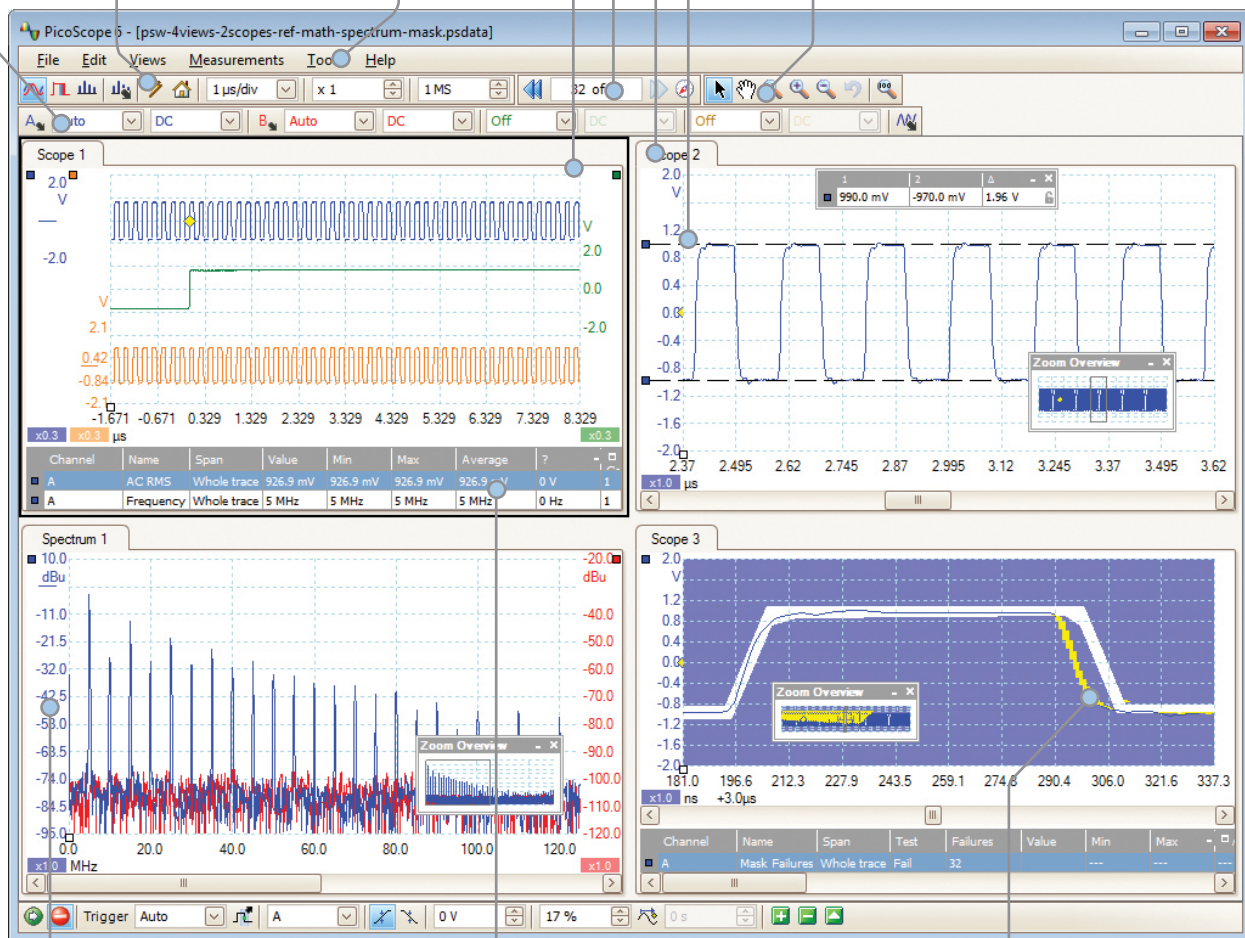 PicoScope 6 - [psw-4views-2scopes-ref-math-spectrum-mask.psdata]
File Edit Views Measurements Help
1 µs/div x 1 1 MS 32 of
A DC B Auto DC Off DC Off DC
Scope 1
2.0
V
-2.0
V
2.0
0.0
-2.0
V
2.1
0.42
-0.84
-2.1
-1.671 -0.671 0.329 1.329 2.329 3.329 4.329 5.329 6.329 7.329 8.329
x0.3 x0.3 µs x0.3
Channel Name Span Value Min Max Average ?
A AC RMS Whole trace 926.9 mV 926.9 mV 926.9 mV 926.9 mV 0 V 1
A Frequency Whole trace 5 MHz 5 MHz 5 MHz 5 MHz 0 Hz 1
Scope 2
2.0
V
1.2
0.8
0.4
0.0
-0.4
-0.8
-1.2
-1.6
-2.0
1 2 Δ
990.0 mV -970.0 mV 1.96 V
Zoom Overview
2.37 2.495 2.62 2.745 2.87 2.995 3.12 3.245 3.37 3.495 3.62
x1.0 µs
Spectrum 1
10.0
dBu
-11.0
-21.5
-32.0
-42.5
-53.0
-63.5
-74.0
-84.5
-95.0
-20.0
dBu
-40.0
-50.0
-60.0
-70.0
-80.0
-90.0
-100.0
-110.0
-120.0
Zoom Overview
0.0 20.0 40.0 60.0 80.0 100.0 120.0
x1.0 MHz x1.0
Scope 3
2.0
V
1.2
0.8
0.4
0.0
-0.4
-0.8
-1.2
-1.6
-2.0
Zoom Overview
181.0 196.6 212.3 227.9 243.5 259.1 274.8 290.4 306.0 321.6 337.3
x1.0 ns +3.0µs
Channel Name Span Test Failures Value Min Max
A Mask Failures Whole trace Fail 32 --- --- ---
Trigger Auto A 0 V 17 % 0 s